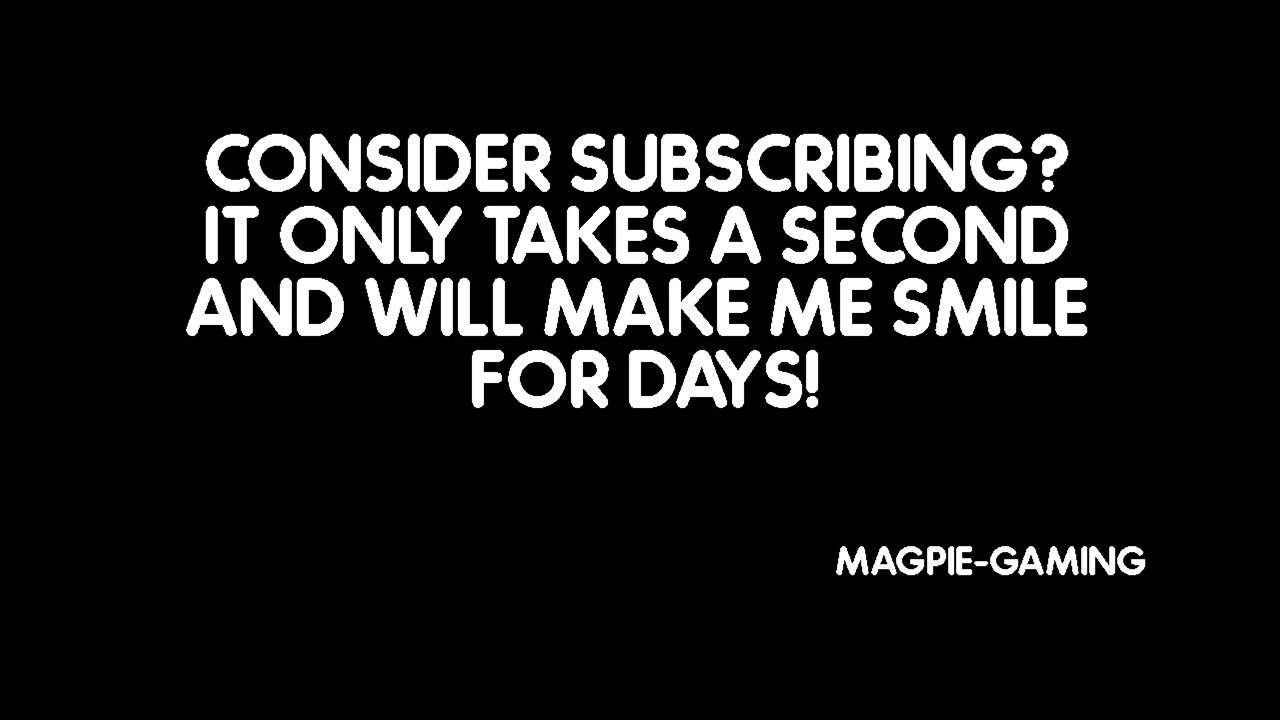 CONSIDER SUBSCRIBING?
IT ONLY TAKES A SECOND
AND WILL MAKE ME SMILE
FOR DAYS!
MAGPIE-GAMING